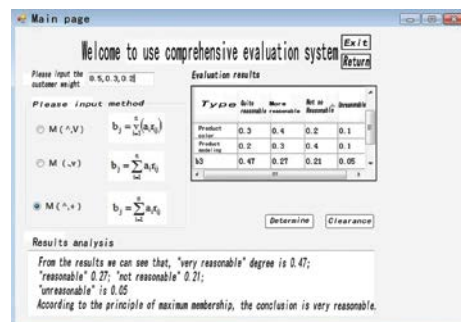 Main page
Welcome to use comprehensive evaluation system
Exit
Return
Please input the customer weight
0.5,0.3,0.2
Evaluation results
Type Quite reasonable More reasonable Not so Reasonable Unreasonable
Product color 0.3 0.4 0.2 0.1
Product modeling 0.2 0.3 0.4 0.1
b3 0.47 0.27 0.21 0.05
Please input method
M (^,V)
M (.,v)
M (^,+)
Determine
Clearance
Results analysis
From the results we can see that, "very reasonable" degree is 0.47;
"reasonable" 0.27; "not reasonable" 0.21;
"unreasonable" is 0.05
According to the principle of maximum membership, the conclusion is very reasonable.